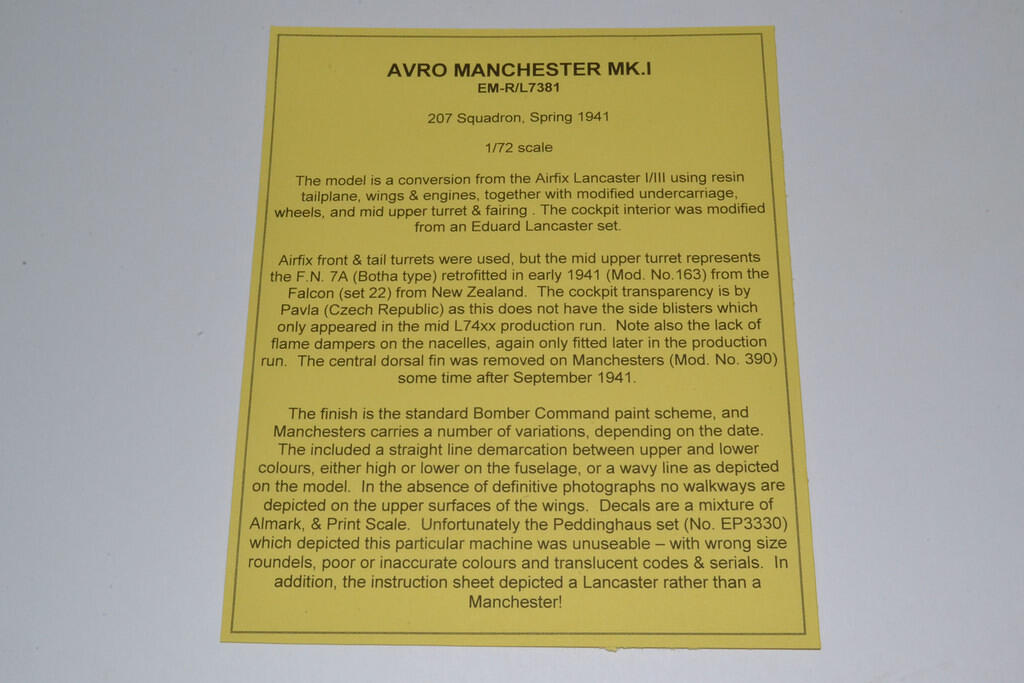 AVRO MANCHESTER MK.I
EM-R/L7381
207 Squadron, Spring 1941
1/72 scale
The model is a conversion from the Airfix Lancaster I/III using resin
tailplane, wings & engines, together with modified undercarriage,
wheels, and mid upper turret & fairing . The cockpit interior was modified
from an Eduard Lancaster set.
Airfix front & tail turrets were used, but the mid upper turret represents
the F.N. 7A (Botha type) retrofitted in early 1941 (Mod. No.163) from the
Falcon (set 22) from New Zealand.  The cockpit transparency is by
Pavla (Czech Republic) as this does not have the side blisters which
only appeared in the mid L74xx production run.  Note also the lack of
flame dampers on the nacelles, again only fitted later in the production
run.  The central dorsal fin was removed on Manchesters (Mod. No. 390)
some time after September 1941.
The finish is the standard Bomber Command paint scheme, and
Manchesters carries a number of variations, depending on the date.
The included a straight line demarcation between upper and lower
colours, either high or lower on the fuselage, or a wavy line as depicted
on the model.  In the absence of definitive photographs no walkways are
depicted on the upper surfaces of the wings.  Decals are a mixture of
Almark, & Print Scale.  Unfortunately the Peddinghaus set (No. EP3330)
which depicted this particular machine was unuseable – with wrong size
roundels, poor or inaccurate colours and translucent codes & serials.  In
addition, the instruction sheet depicted a Lancaster rather than a
Manchester!